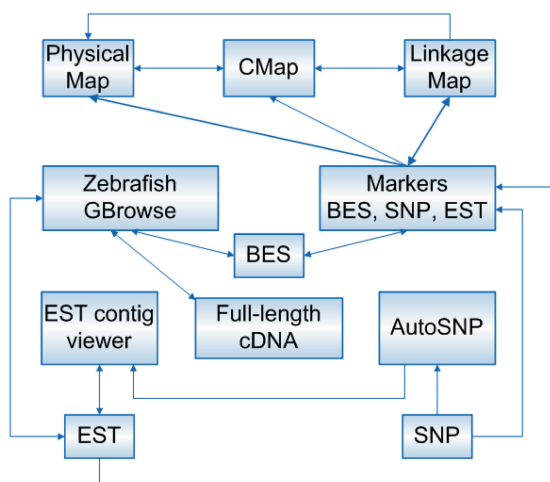 Physical
Map
CMap
Linkage
Map
Zebrafish
GBrowse
Markers
BES, SNP, EST
BES
EST contig
viewer
Full-length
cDNA
AutoSNP
EST
SNP